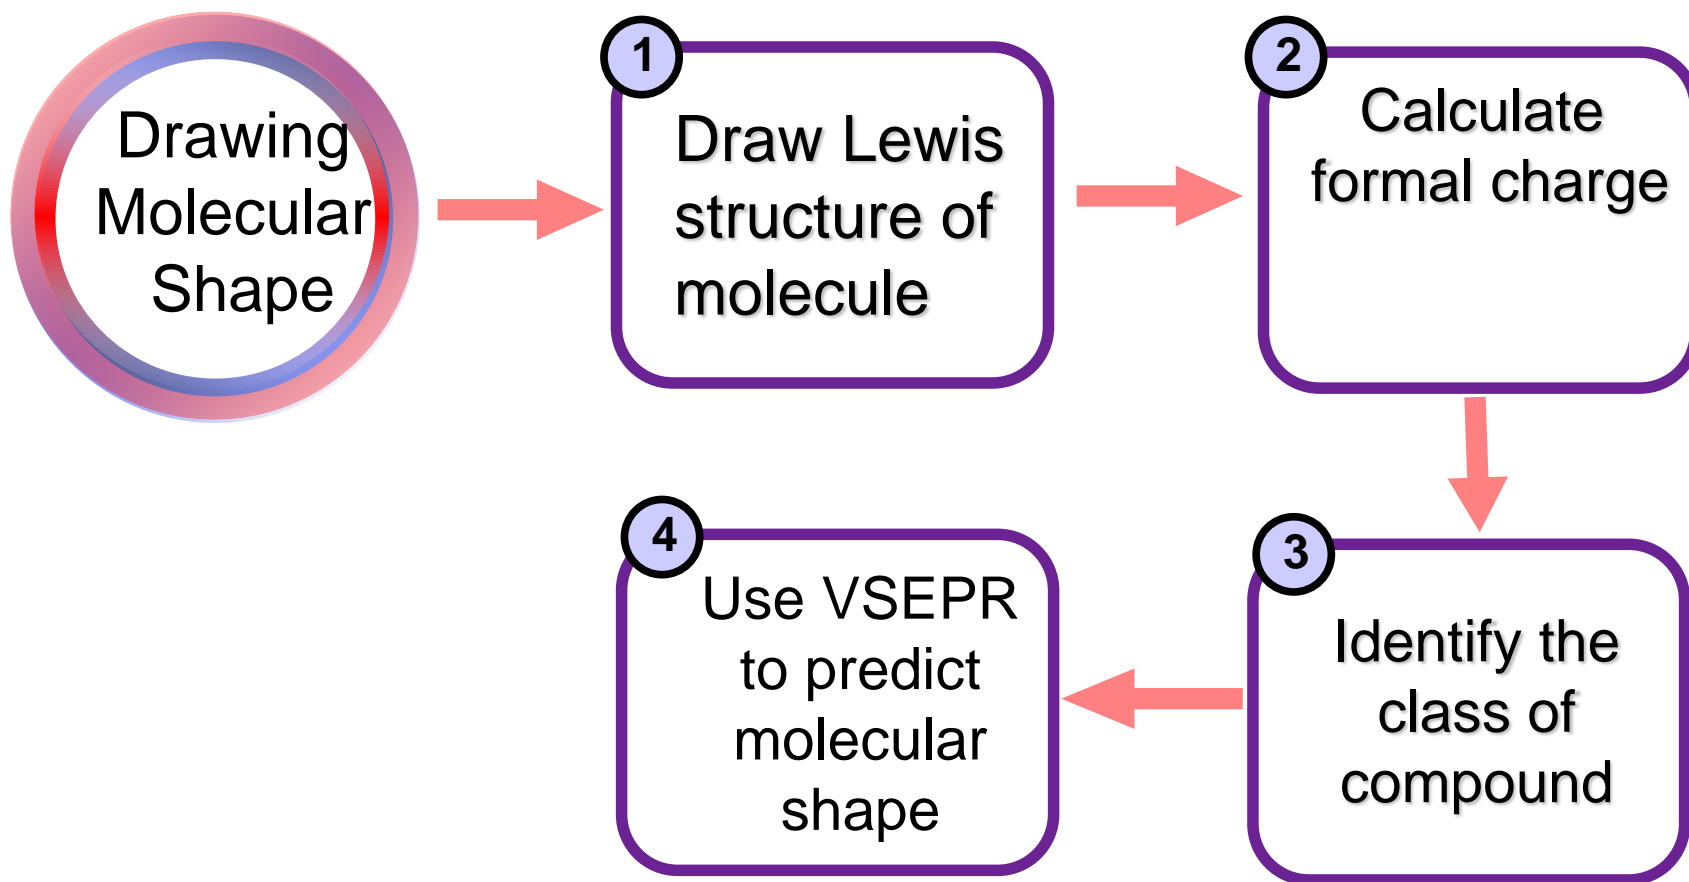 Drawing
Molecular
Shape
1
Draw Lewis
structure of
molecule
2
Calculate
formal charge
3
Identify the
class of
compound
4
Use VSEPR
to predict
molecular
shape